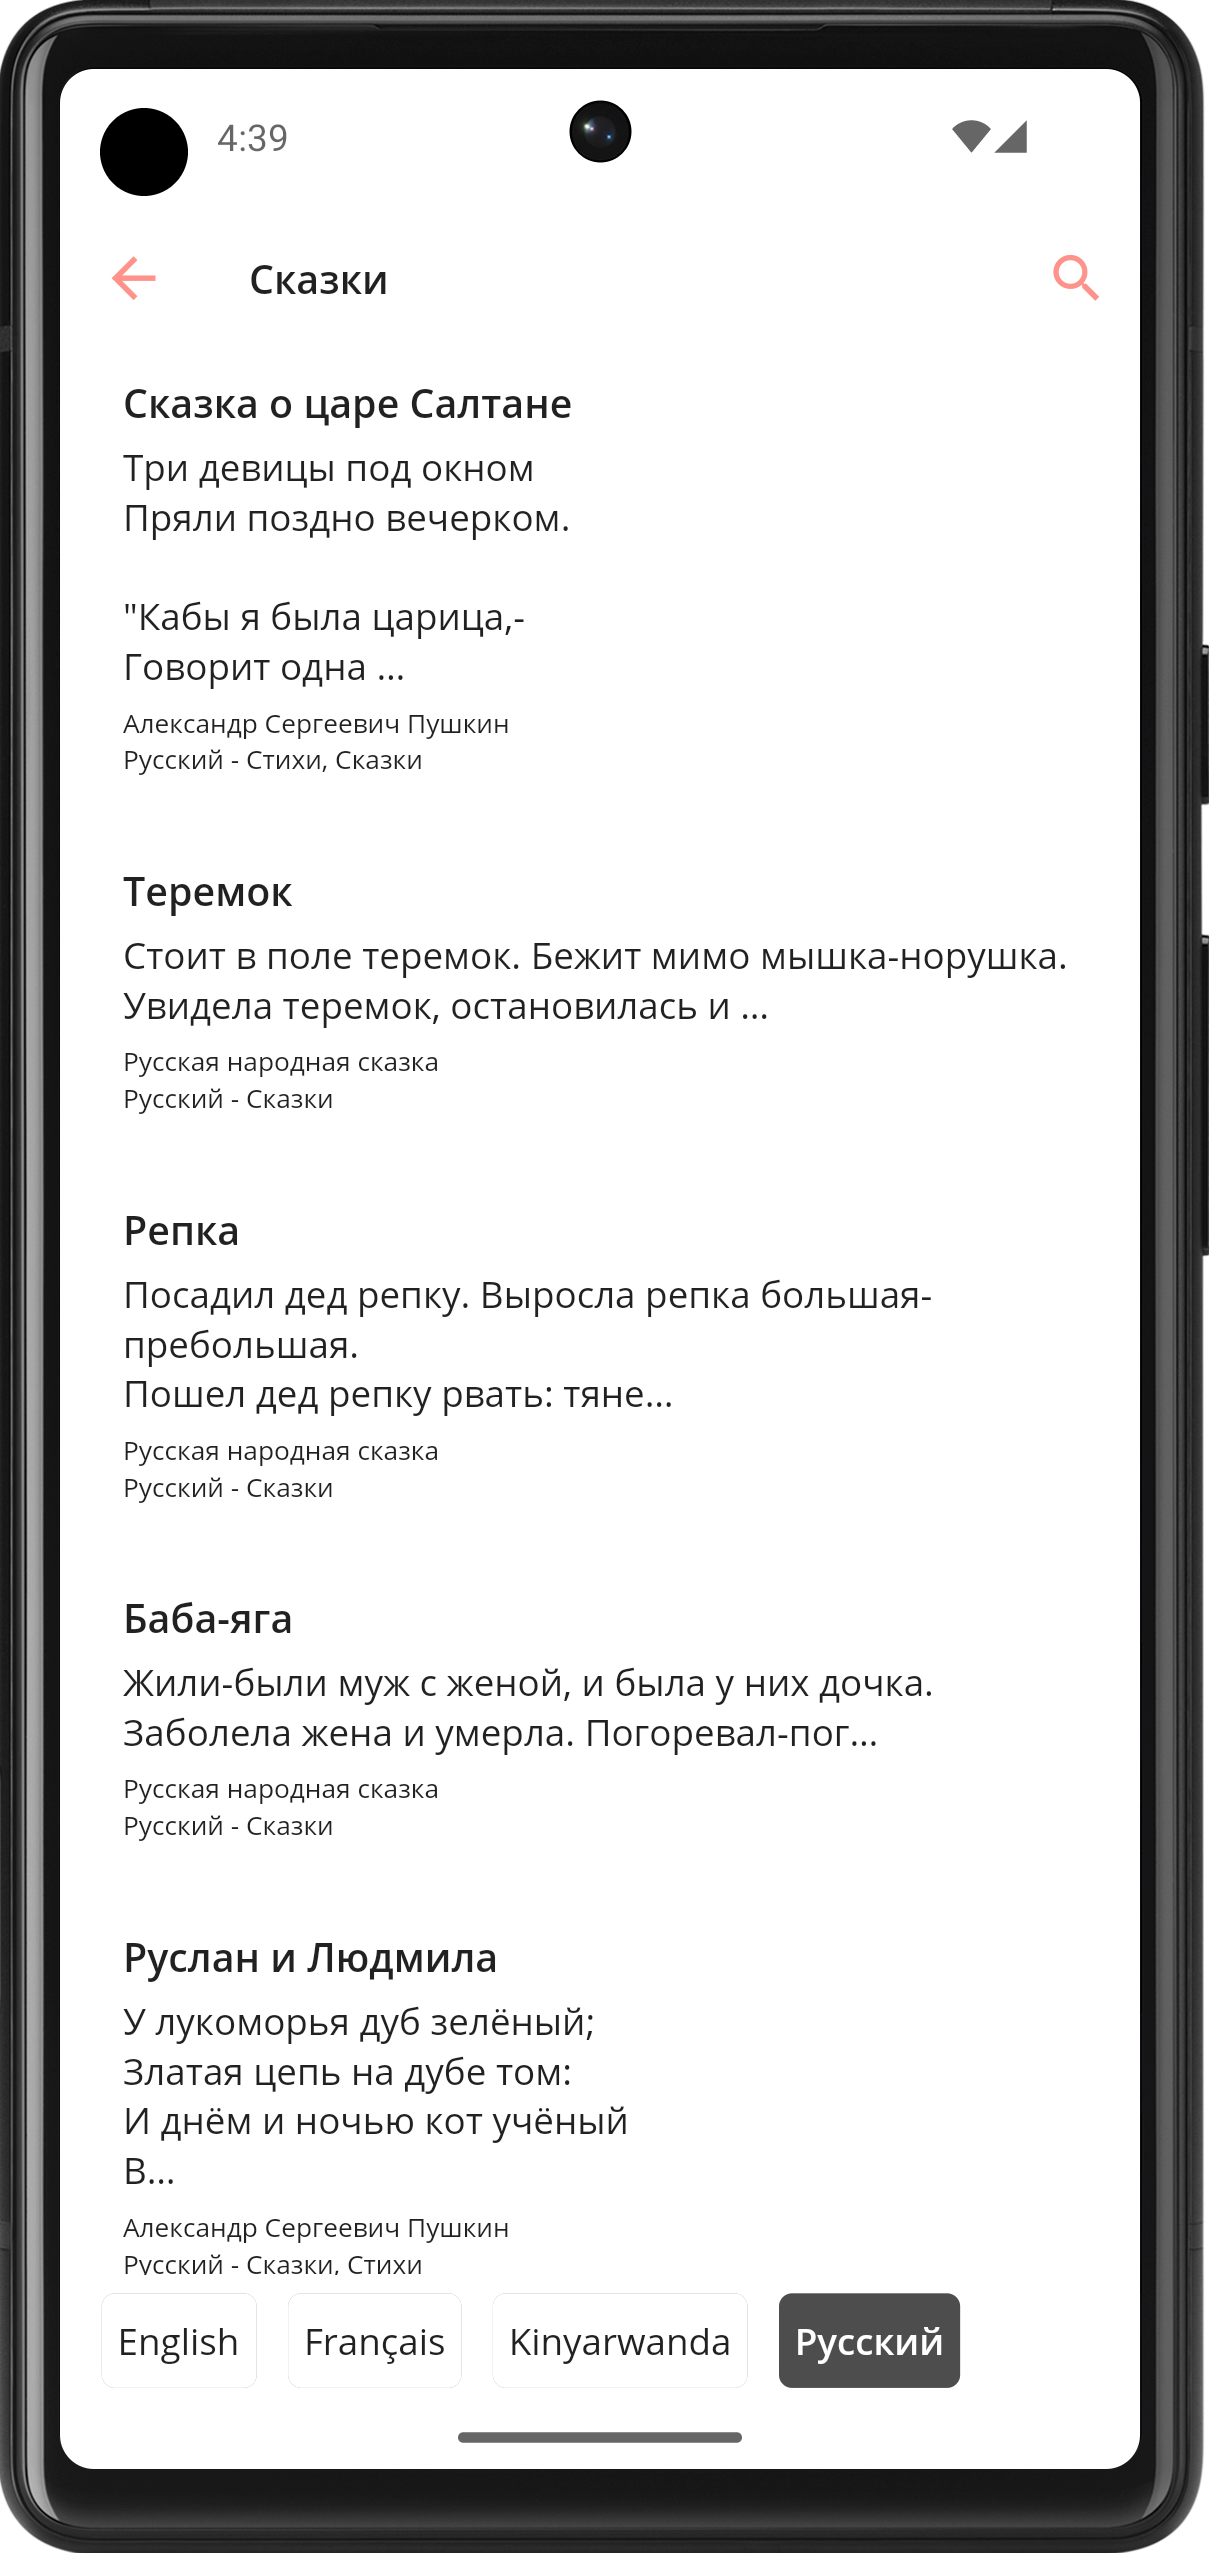 4:39
Сказки
Сказка о царе Салтане
Три девицы под окном
Пряли поздно вечерком.
"Кабы я была царица,-
Говорит одна ...
Александр Сергеевич Пушкин
Русский - Стихи, Сказки
Теремок
Стоит в поле теремок. Бежит мимо мышка-норушка.
Увидела теремок, остановилась и ...
Русская народная сказка
Русский - Сказки
Репка
Посадил дед репку. Выросла репка большая-
пребольшая.
Пошел дед репку рвать: тяне...
Русская народная сказка
Русский - Сказки
Баба-яга
Жили-были муж с женой, и была у них дочка.
Заболела жена и умерла. Погоревал-пог...
Русская народная сказка
Русский - Сказки
Руслан и Людмила
У лукоморья дуб зелёный;
Златая цепь на дубе том:
И днём и ночью кот учёный
В...
Александр Сергеевич Пушкин
Русский - Сказки, Стихи
English Français Kinyarwanda Русский